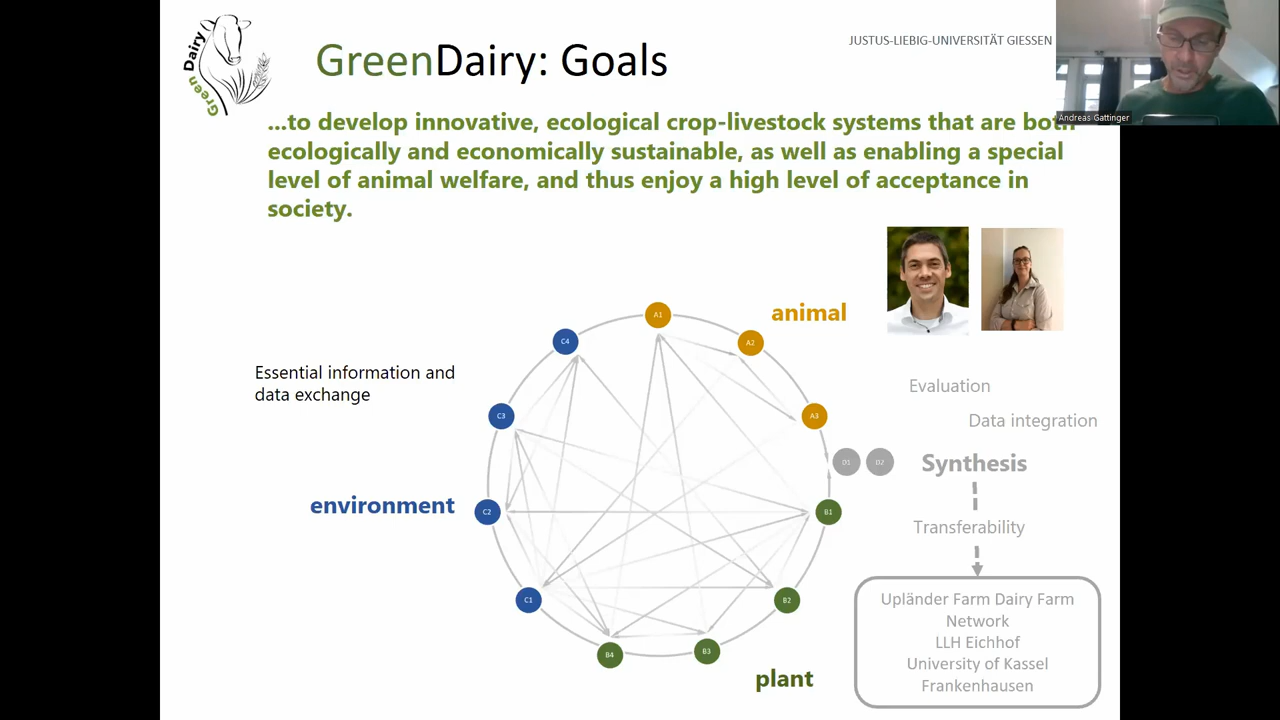 Green Dairy
GreenDairy: Goals
JUSTUS-LIEBIG-UNIVERSITÄT GIESSEN
Andreas Gattinger
...to develop innovative, ecological crop-livestock systems that are both
ecologically and economically sustainable, as well as enabling a special
level of animal welfare, and thus enjoy a high level of acceptance in
society.
animal
A1
A2
A3
C4
C3
C2
C1
B4
B3
B2
B1
D1
D2
Essential information and
data exchange
environment
plant
Evaluation
Data integration
Synthesis
Transferability
Upländer Farm Dairy Farm
Network
LLH Eichhof
University of Kassel
Frankenhausen